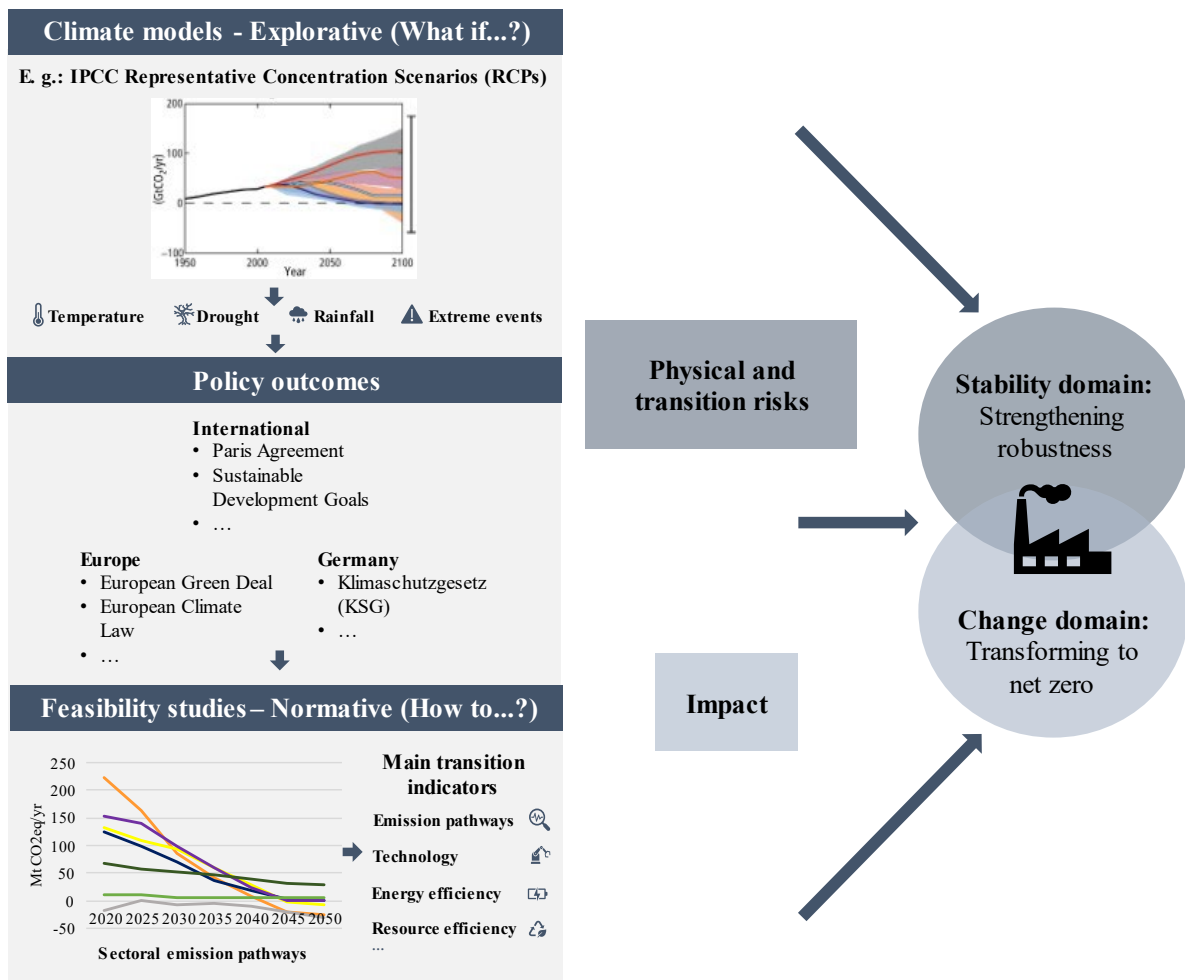 Climate models - Explorative (What if...?)
E. g.: IPCC Representative Concentration Scenarios (RCPs)
200
100
0
−100
(GtCO₂/yr)
1950
2000
2050
2100
Year
Temperature
Drought
Rainfall
Extreme events
Policy outcomes
International
• Paris Agreement
• Sustainable
Development Goals
• …
Europe
• European Green Deal
• European Climate
Law
• …
Germany
• Klimaschutzgesetz
(KSG)
• …
Feasibility studies – Normative (How to...?)
MtCO2eq/yr
250
200
150
100
50
0
-50
2020 2025 2030 2035 2040 2045 2050
Sectoral emission pathways
Main transition
indicators
Emission pathways
Technology
Energy efficiency
Resource efficiency
...
Physical and
transition risks
Impact
Stability domain:
Strengthening
robustness
Change domain:
Transforming to
net zero